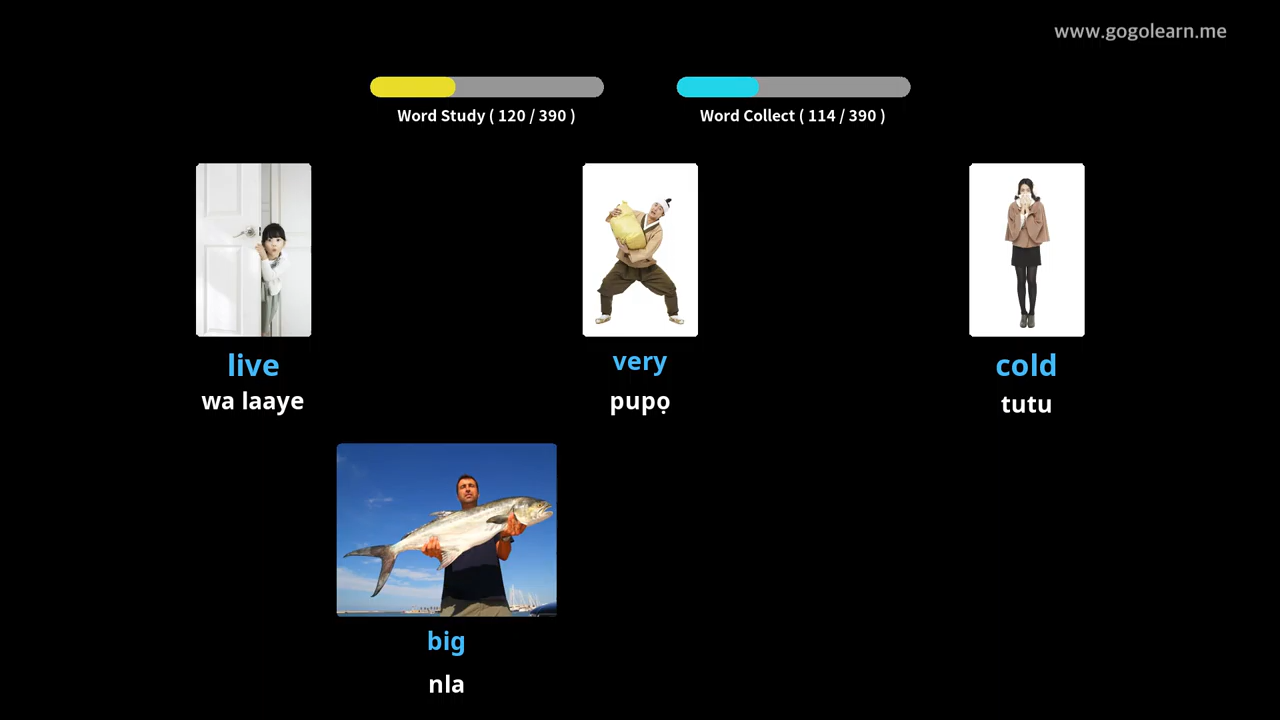 www.gogolearn.me
Word Study ( 120 / 390 )
Word Collect ( 114 / 390 )
live
wa laaye
very
pupọ
cold
tutu
big
nla